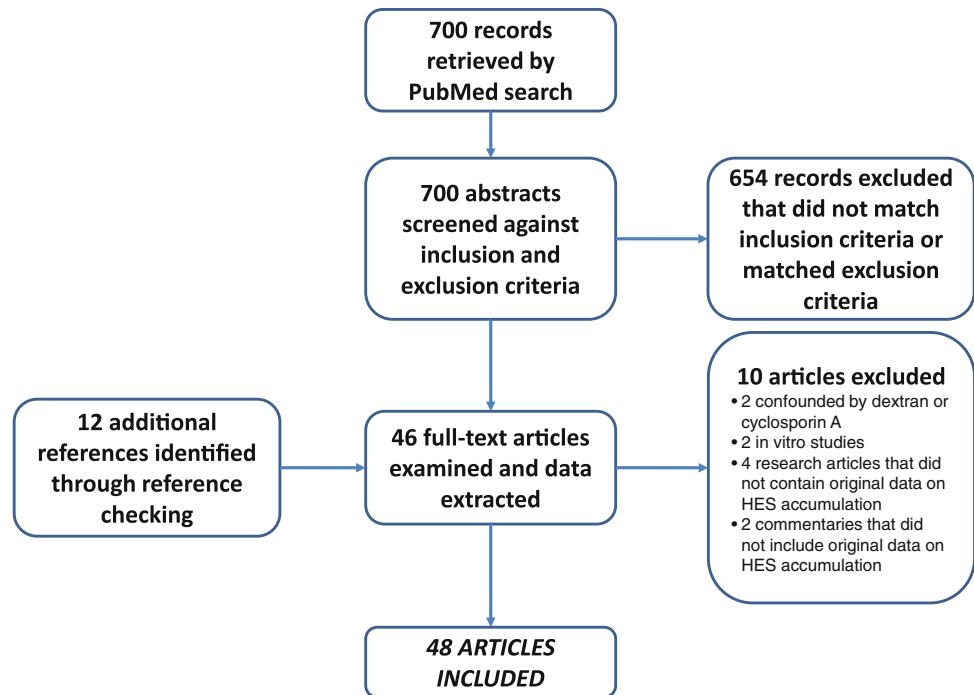 700 records
retrieved by
PubMed search
700 abstracts
screened against
inclusion and
exclusion criteria
654 records excluded
that did not match
inclusion criteria or
matched exclusion
criteria
12 additional
references identified
through reference
checking
46 full-text articles
examined and data
extracted
10 articles excluded
• 2 confounded by dextran or
cyclosporin A
• 2 in vitro studies
• 4 research articles that did
not contain original data on
HES accumulation
• 2 commentaries that did
not include original data on
HES accumulation
48 ARTICLES
INCLUDED